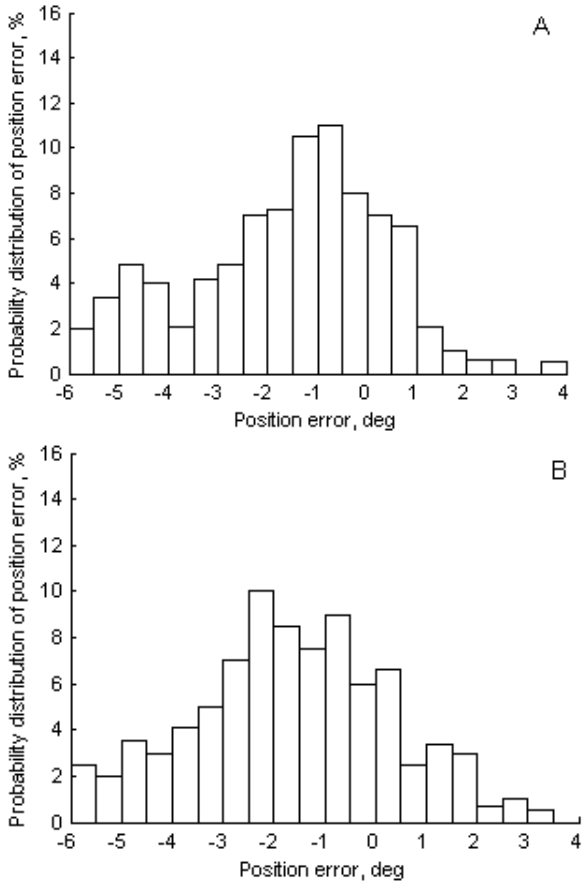 A
Probability distribution of position error, %
16
14
12
10
8
6
4
2
0
-6 -5 -4 -3 -2 -1 0 1 2 3 4
Position error, deg
B
Probability distribution of position error, %
16
14
12
10
8
6
4
2
0
-6 -5 -4 -3 -2 -1 0 1 2 3 4
Position error, deg